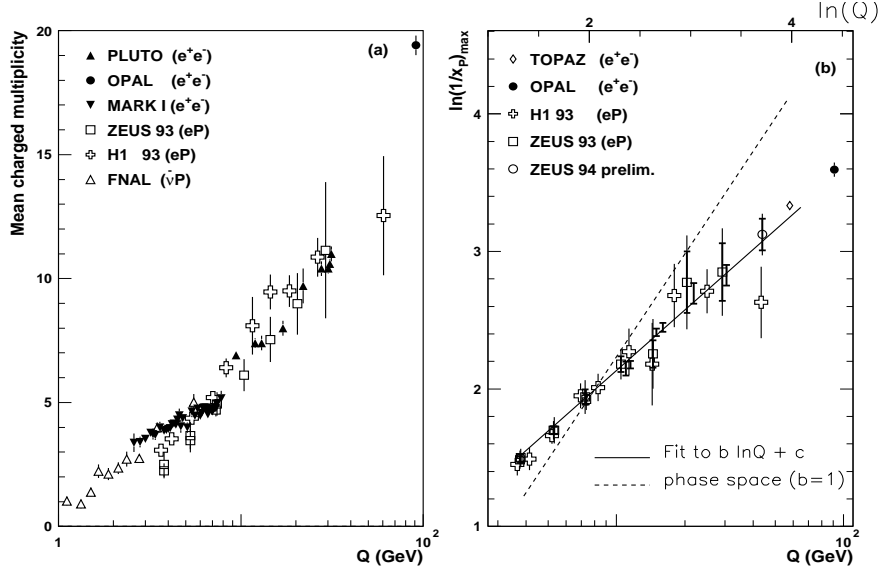 Mean charged multiplicity
20
15
10
5
0
(a)
PLUTO (e⁺e⁻)
OPAL (e⁺e⁻)
MARK I (e⁺e⁻)
ZEUS 93 (eP)
H1 93 (eP)
FNAL (ν̄P)
1
10²
Q (GeV)
ln(Q)
2
4
ln(1/xₚ)max
4
3
2
1
(b)
TOPAZ (e⁺e⁻)
OPAL (e⁺e⁻)
H1 93 (eP)
ZEUS 93 (eP)
ZEUS 94 prelim.
Fit to b lnQ + c
phase space (b=1)
10²
Q (GeV)